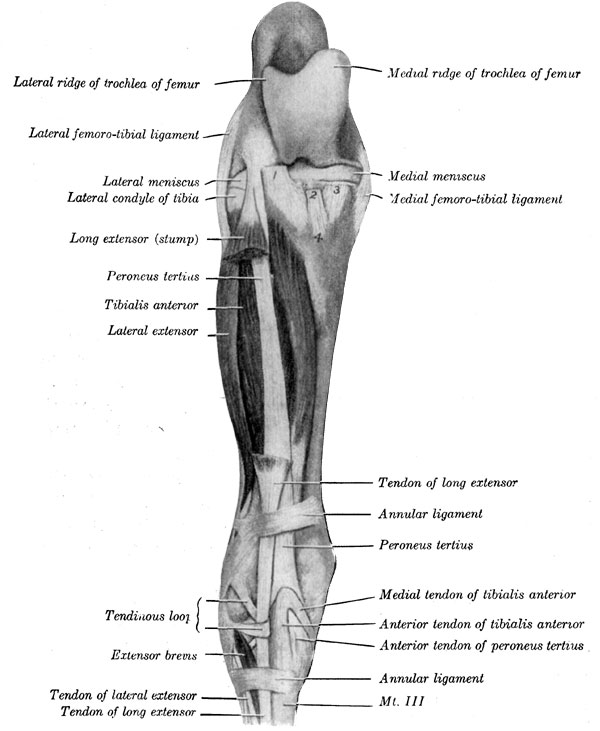 Lateral ridge of trochlea of femur
Medial ridge of trochlea of femur
Lateral femoro-tibial ligament
Lateral meniscus
Medial meniscus
Lateral condyle of tibia
Medial femoro-tibial ligament
1
2
3
4
Long extensor (stump)
Peroneus tertius
Tibialis anterior
Lateral extensor
Tendon of long extensor
Annular ligament
Peroneus tertius
Medial tendon of tibialis anterior
Tendinous loop
Anterior tendon of tibialis anterior
Anterior tendon of peroneus tertius
Extensor brevis
Annular ligament
Tendon of lateral extensor
Mt. III
Tendon of long extensor